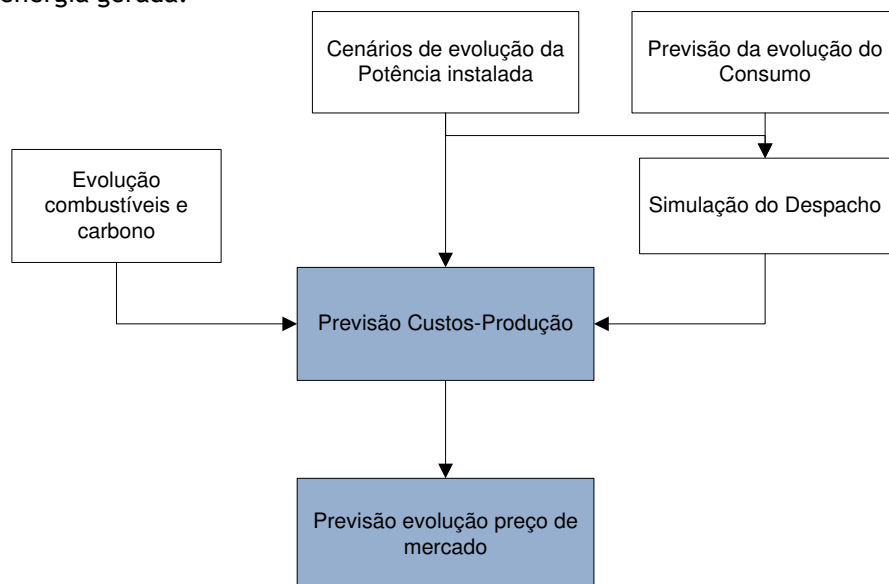 energia gerada.
Cenários de evolução da
Potência instalada
Previsão da evolução do
Consumo
Evolução
combustíveis e
carbono
Simulação do Despacho
Previsão Custos-Produção
Previsão evolução preço de
mercado